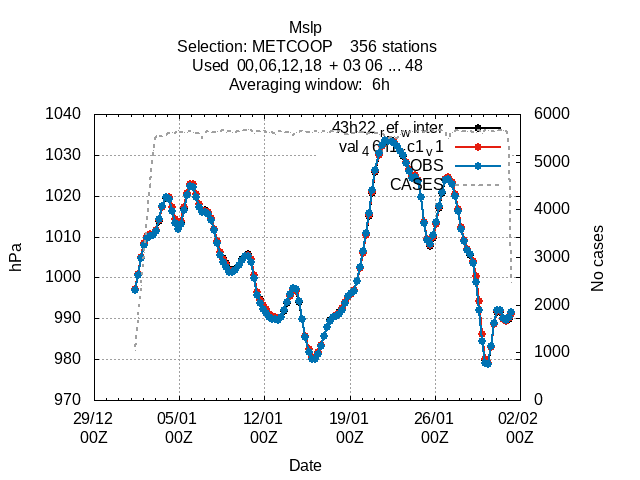 Mslp
Selection: METCOOP 356 stations
Used 00,06,12,18 + 03 06 ... 48
Averaging window: 6h
1040
1030
1020
1010
1000
990
980
970
hPa
6000
5000
4000
3000
2000
1000
0
No cases
43h22_ref_winter
OBS
CASES
29/12 05/01 12/01 19/01 26/01 02/02
00Z 00Z 00Z 00Z 00Z 00Z
Date